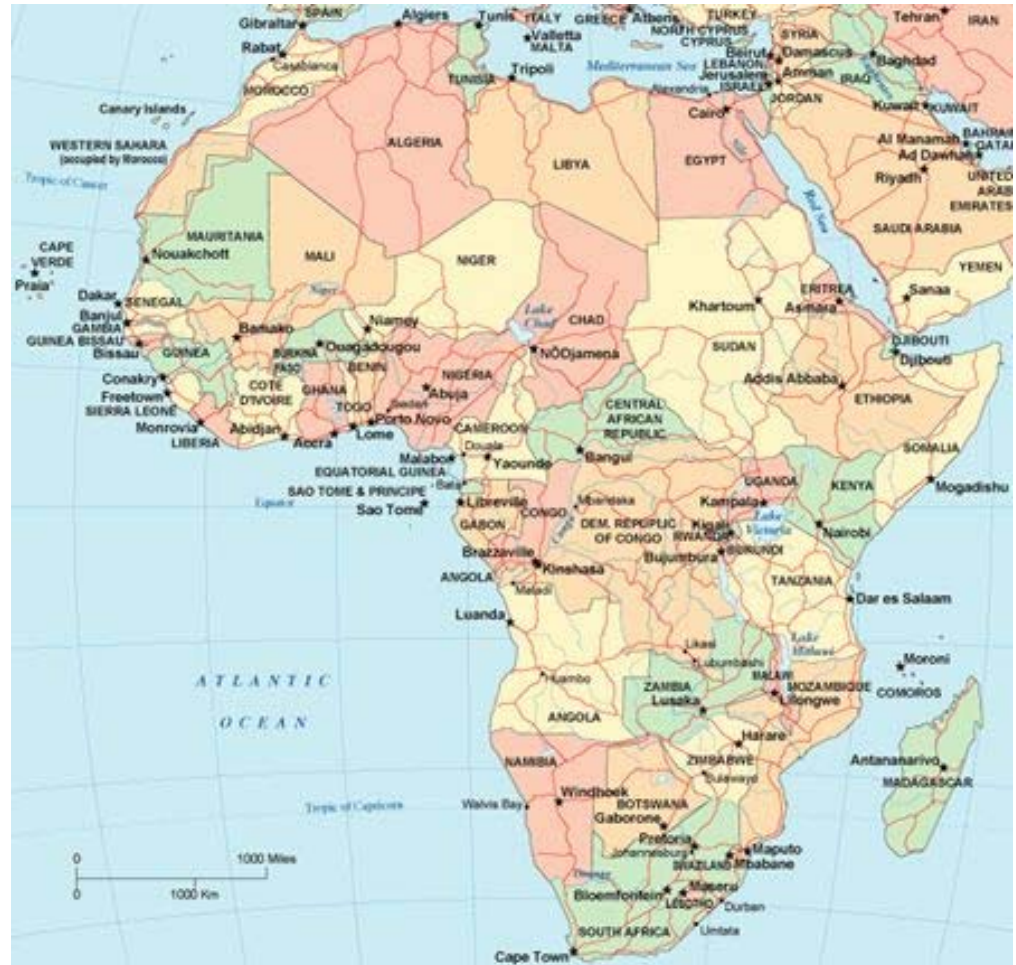 SPAIN
Gibraltar
Algiers
Tunis
ITALY
GREECE
Athens
TURKEY
Tehran
IRAN
Valletta
MALTA
NORTH CYPRUS
CYPRUS
SYRIA
Rabat
Casablanca
Beirut
Damascus
Baghdad
LEBANON
MOROCCO
TUNISIA
Tripoli
Mediterranean Sea
Jerusalem
Amman
IRAQ
ISRAEL
Alexandria
JORDAN
Canary Islands
Cairo
Kuwait
KUWAIT
WESTERN SAHARA
(occupied by Morocco)
ALGERIA
LIBYA
EGYPT
Nile
Al Manamah
BAHRAIN
QATAR
Ad Dawhah
Riyadh
UNITED
ARAB
EMIRATES
Tropic of Cancer
Red Sea
SAUDI ARABIA
MAURITANIA
CAPE
VERDE
Nouakchott
MALI
NIGER
YEMEN
Praia
Dakar
SENEGAL
Niger
Khartoum
ERITREA
Asmara
Sanaa
Banjul
GAMBIA
GUINEA BISSAU
Bissau
Bamako
Niamey
Lake
Chad
CHAD
SUDAN
DJIBOUTI
Djibouti
GUINEA
BURKINA
FASO
Ouagadougou
BENIN
NIGERIA
NÕDjamena
Conakry
Freetown
SIERRA LEONE
COTE
D'IVOIRE
GHANA
TOGO
Abuja
Ibadan
Porto Novo
Addis Abbaba
ETHIOPIA
CENTRAL
AFRICAN
REPUBLIC
Monrovia
LIBERIA
Abidjan
Accra
Lome
CAMEROON
Douala
SOMALIA
Malabo
Yaounde
Bangui
EQUATORIAL GUINEA
Bata
UGANDA
KENYA
Mogadishu
SAO TOME & PRINCIPE
Sao Tome
Equator
Libreville
CONGO
Mbandaka
Kampala
GABON
Congo
DEM. REPUPLIC
OF CONGO
Kigali
RWANDA
Lake
Victoria
Nairobi
Brazzaville
Kinshasa
Bujumbura
BURUNDI
ANGOLA
Matadi
TANZANIA
Dar es Salaam
Luanda
Likasi
Lubumbashi
Lake
Moroni
COMOROS
ATLANTIC
OCEAN
Huambo
ZAMBIA
MALAWI
MOZAMBIQUE
Lusaka
Lilongwe
ANGOLA
Harare
NAMIBIA
ZIMBABWE
Bulawayo
Antananarivo
MADAGASCAR
Tropic of Capricorn
Walvis Bay
Windhoek
BOTSWANA
Gaborone
Pretoria
Johannesburg
Maputo
SWAZILAND
Mbabane
0
1000 Miles
0
1000 Km
Orange
Bloemfontein
Maseru
LESOTHO
Durban
SOUTH AFRICA
Umtata
Cape Town